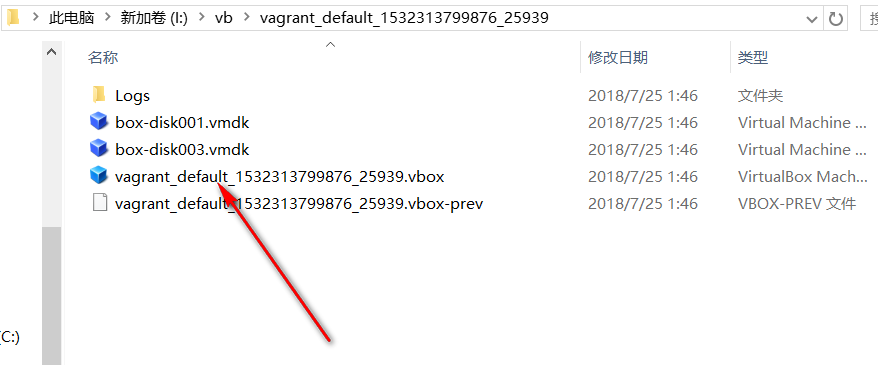 此电脑 > 新加卷 (I:) > vb > vagrant_default_1532313799876_25939
名称 修改日期 类型
Logs 2018/7/25 1:46 文件夹
box-disk001.vmdk 2018/7/25 1:46 Virtual Machine ...
box-disk003.vmdk 2018/7/25 1:46 Virtual Machine ...
vagrant_default_1532313799876_25939.vbox 2018/7/25 1:46 VirtualBox Mach...
vagrant_default_1532313799876_25939.vbox-prev 2018/7/25 1:46 VBOX-PREV 文件
C:)